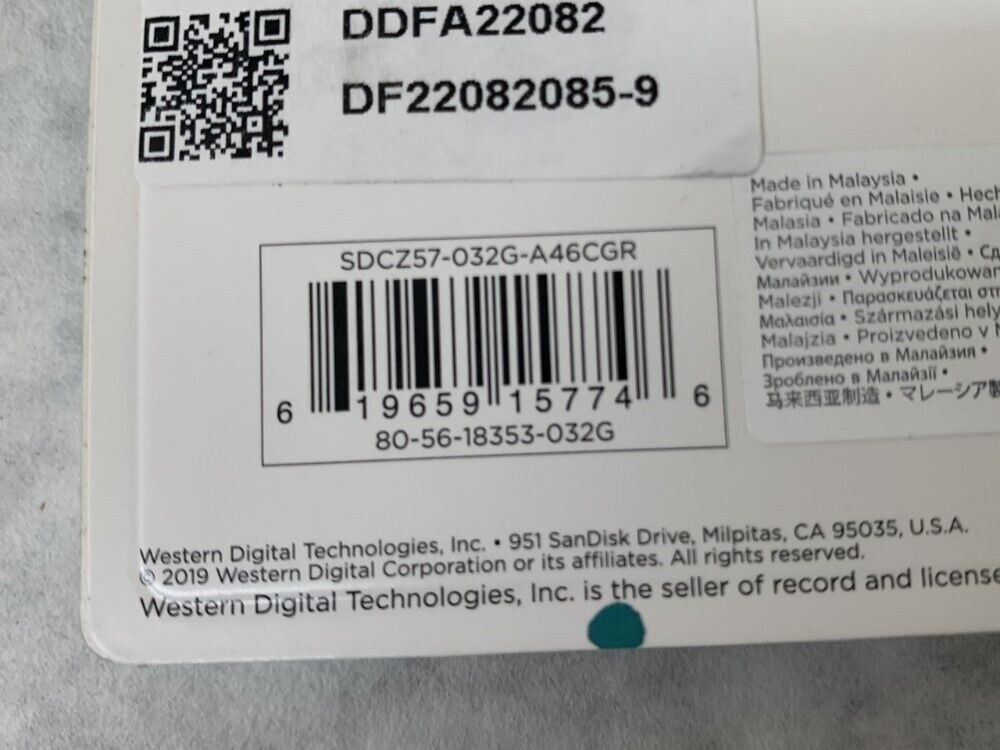 DDFA22082
DF22082085-9
SDCZ57-032G-A46CGR
6 19659 15774 6
80-56-18353-032G
Made in Malaysia •
Fabriqué en Malaisie •
Malasia • Fabricado na
In Malaysia hergestellt •
Vervaardigd in Maleisië •
Малайзии • Wyprodukowan
Malezji • Παρασκευάζεται στη
Μαλαισία • Származási hely
Malajzia • Proizvedeno v
Произведено в Малайзия •
Зроблено в Малайзії •
马来西亚制造 • マレーシア製
Western Digital Technologies, Inc. • 951 SanDisk Drive, Milpitas, CA 95035, U.S.A.
© 2019 Western Digital Corporation or its affiliates. All rights reserved.
Western Digital Technologies, Inc. is the seller of record and license